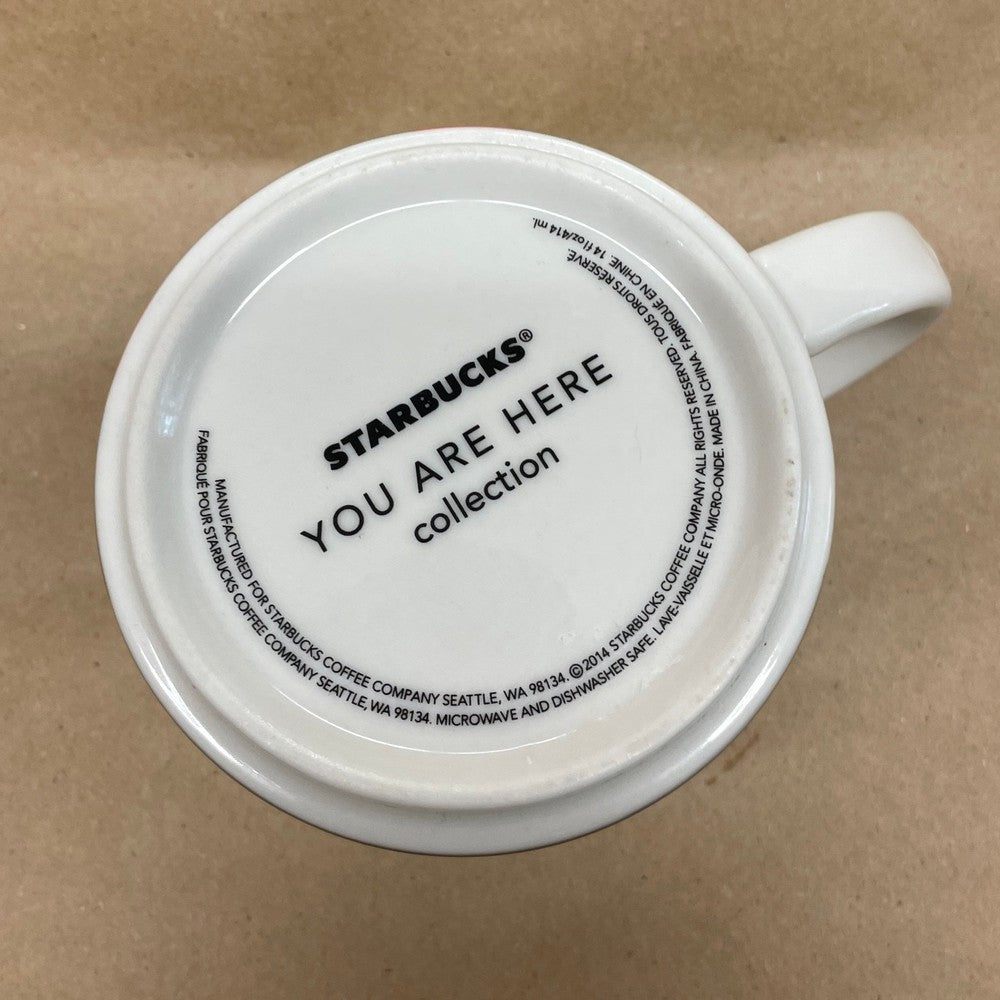 STARBUCKS®
YOU ARE HERE
collection
MANUFACTURED FOR STARBUCKS COFFEE COMPANY SEATTLE, WA 98134. ©2014 STARBUCKS COFFEE COMPANY ALL RIGHTS RESERVED. TOUS DROITS RÉSERVÉ.
FABRIQUÉ POUR STARBUCKS COFFEE COMPANY SEATTLE, WA 98134. MICROWAVE AND DISHWASHER SAFE. LAVE-VAISSELLE ET MICRO-ONDE. MADE IN CHINA. FABRIQUÉ EN CHINE. 14 fl oz/414 ml.